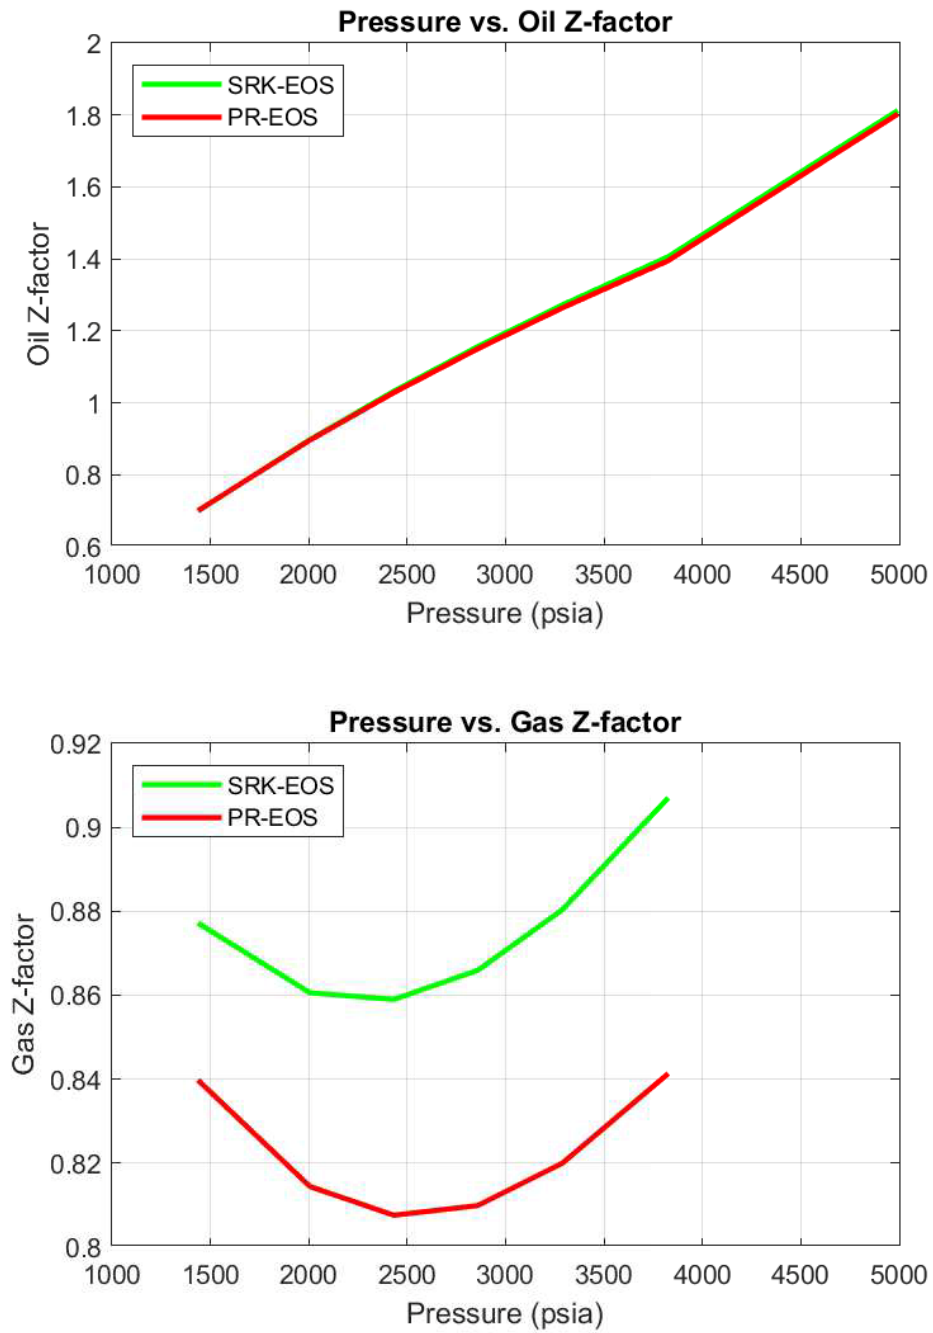 Pressure vs. Oil Z-factor
2
1.8
1.6
1.4
1.2
1
0.8
0.6
Oil Z-factor
SRK-EOS
PR-EOS
1000 1500 2000 2500 3000 3500 4000 4500 5000
Pressure (psia)
Pressure vs. Gas Z-factor
0.92
0.9
0.88
0.86
0.84
0.82
0.8
Gas Z-factor
SRK-EOS
PR-EOS
1000 1500 2000 2500 3000 3500 4000 4500 5000
Pressure (psia)